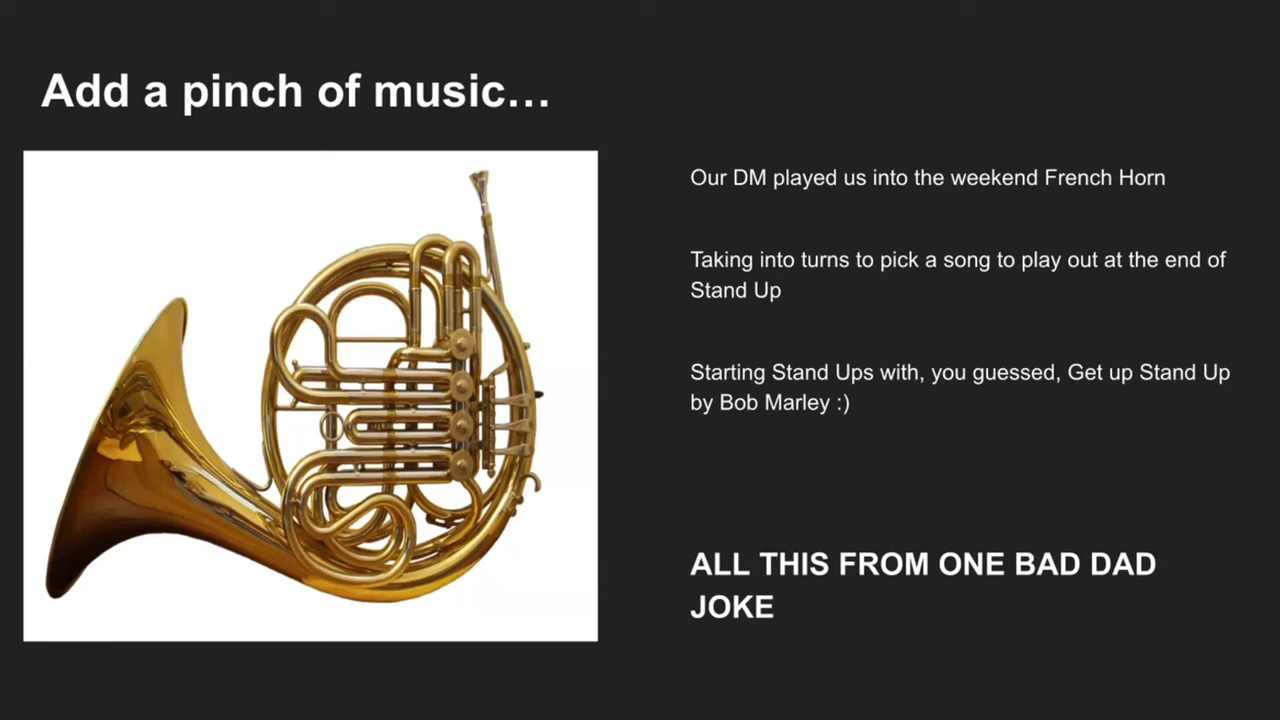 Add a pinch of music…
Our DM played us into the weekend French Horn
Taking into turns to pick a song to play out at the end of
Stand Up
Starting Stand Ups with, you guessed, Get up Stand Up
by Bob Marley :)
ALL THIS FROM ONE BAD DAD
JOKE